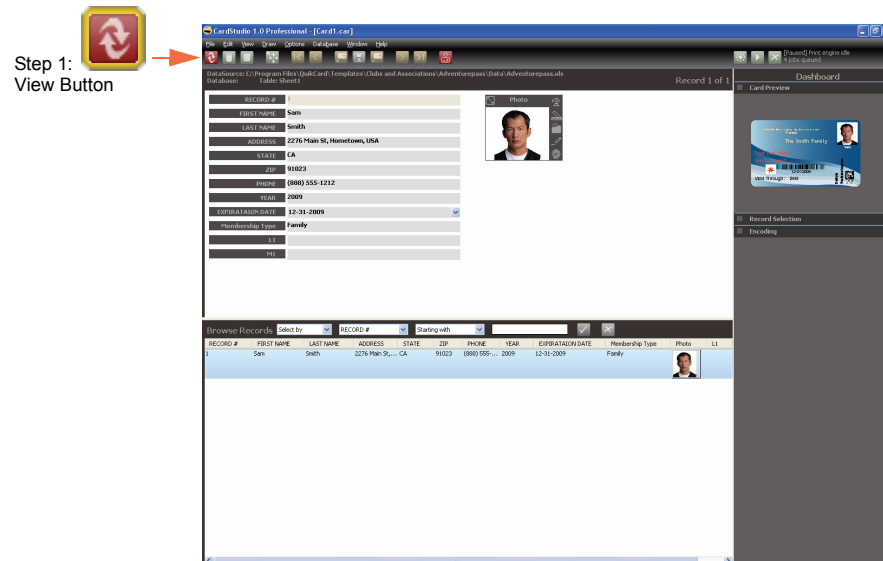 Step 1:
View Button
CardStudio 1.0 Professional - [Card1.car]
File Edit View Draw Options Database Window Help
[Paused] Print engine idle
DataSource: C:\Program Files\QuikCard\Templates\Clubs and Associations\Adventurepass\Data\Adventurepass.xls
Database: Table: Sheet1
Record 1 of 1
Dashboard
Card Preview
RECORD # 1
FIRST NAME Sam
LAST NAME Smith
ADDRESS 2276 Main St, Hometown, USA
STATE CA
ZIP 91023
PHONE (888) 555-1212
YEAR 2009
EXPIRATAION DATE 12-31-2009
Membership Type Family
L1
M1
Photo
The Smith Family
12-31-2009
Valid Through: 2009
Record Selection
Encoding
Browse Records Select by RECORD # Starting with
RECORD # FIRST NAME LAST NAME ADDRESS STATE ZIP PHONE YEAR EXPIRATAION DATE Membership Type Photo L1
1 Sam Smith 2276 Main St,... CA 91023 (888) 555-... 2009 12-31-2009 Family